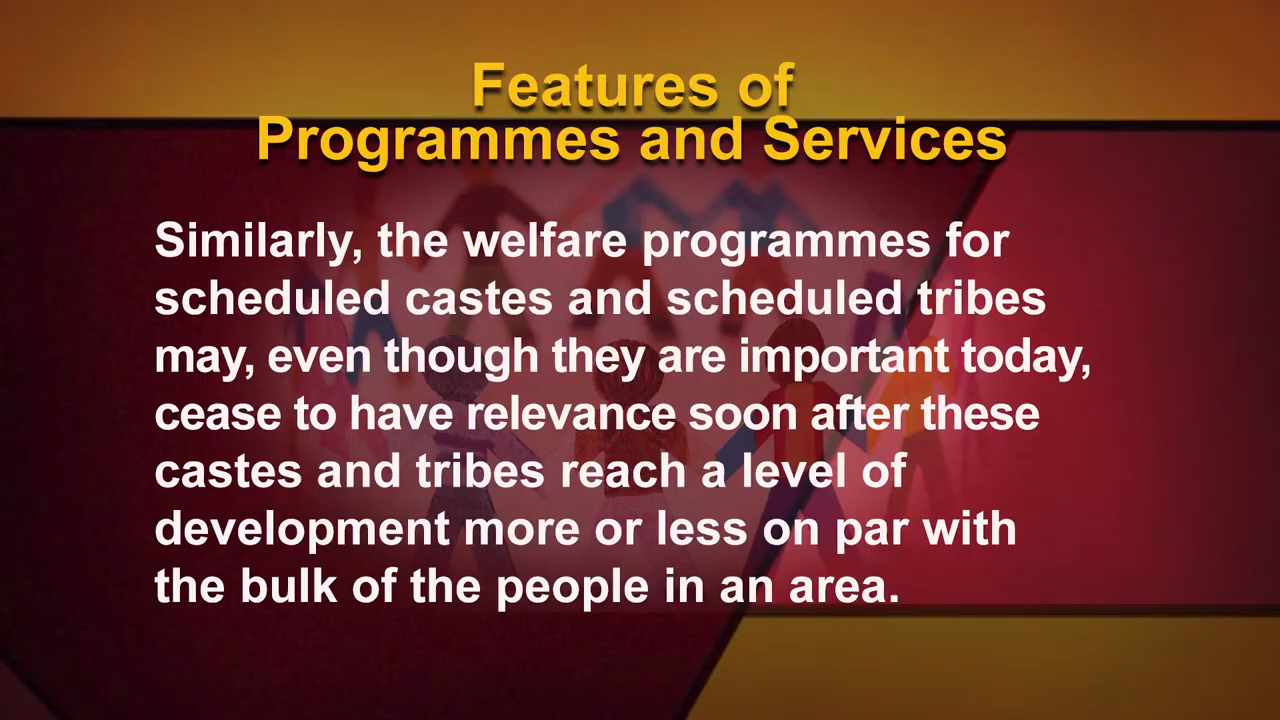 Features of
Programmes and Services
Similarly, the welfare programmes for
scheduled castes and scheduled tribes
may, even though they are important today,
cease to have relevance soon after these
castes and tribes reach a level of
development more or less on par with
the bulk of the people in an area.